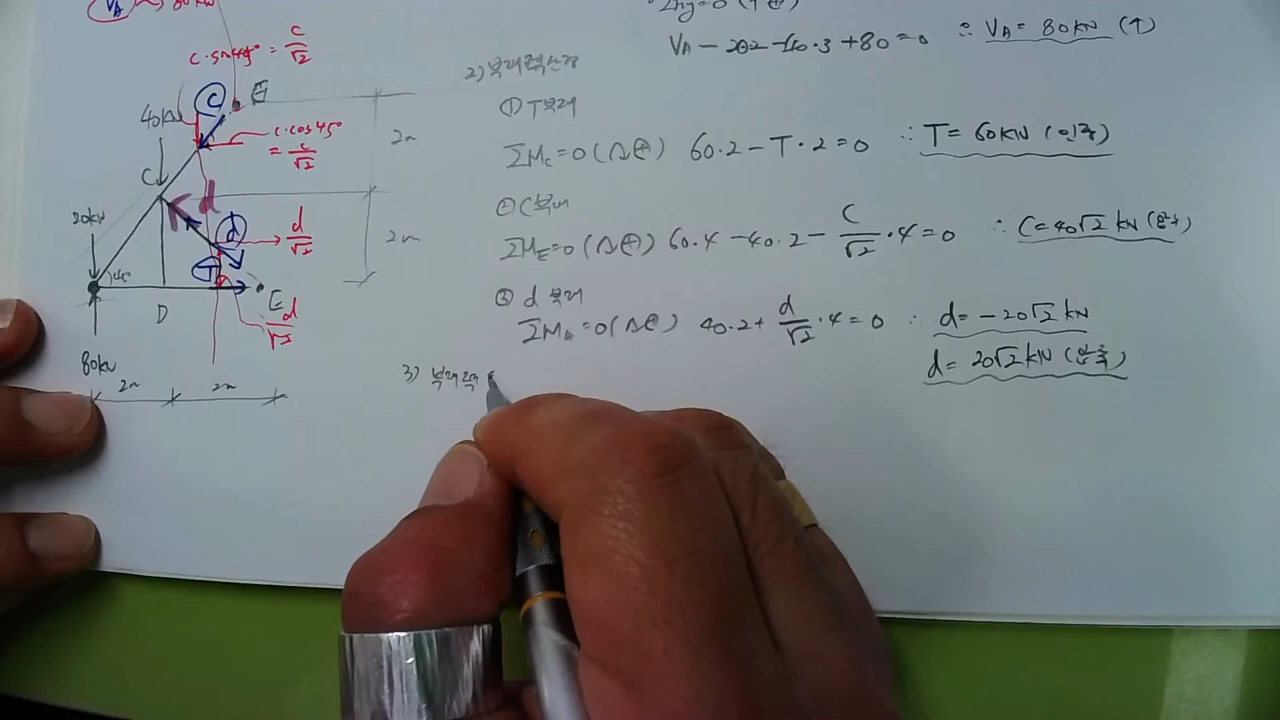 VA
80kN
ΣHy=0 (↑⊕)
VA - 20·2 - 40·3 + 80 = 0 ∴ VA = 80kN (↑)
C·sin45° = C/√2
2) 부재력산정
① T부재
ΣMc=0 (⊕) 60·2 - T·2 = 0 ∴ T = 60kN (인장)
② C부재
ΣME=0 (⊕) 60·4 - 40·2 - C/√2·4 = 0 ∴ C = 40√2 kN (압축)
③ d 부재
ΣMA=0 (⊕) 40·2 + d/√2·4 = 0 ∴ d = -20√2 kN
d = 20√2 kN (압축)
3) 부재력
C
E
40kN
C·cos45°
= C/√2
2m
C
d
20kN
d
d/√2
2m
45°
T
D
E
d/√2
80kN
2m
2m